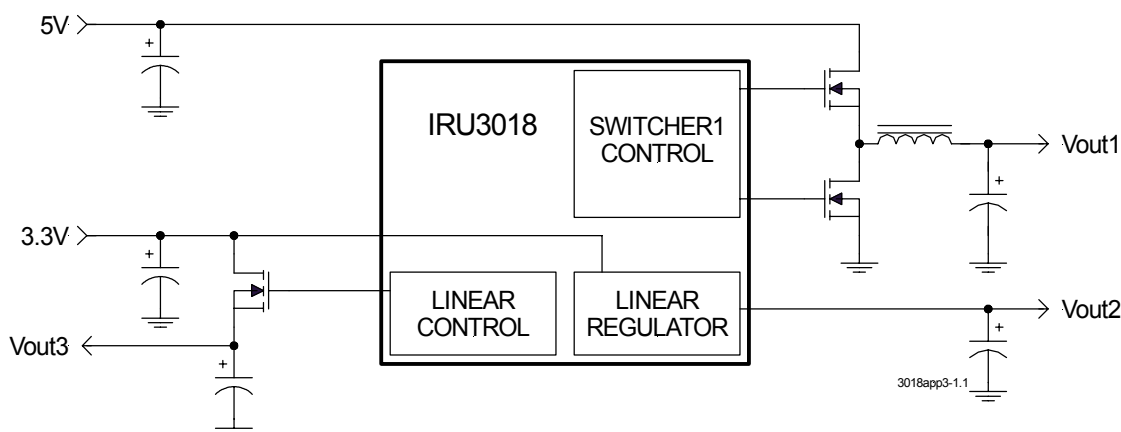 5V
+
IRU3018
SWITCHER1
CONTROL
Vout1
+
3.3V
+
LINEAR
CONTROL
LINEAR
REGULATOR
Vout2
Vout3
+
+
3018app3-1.1